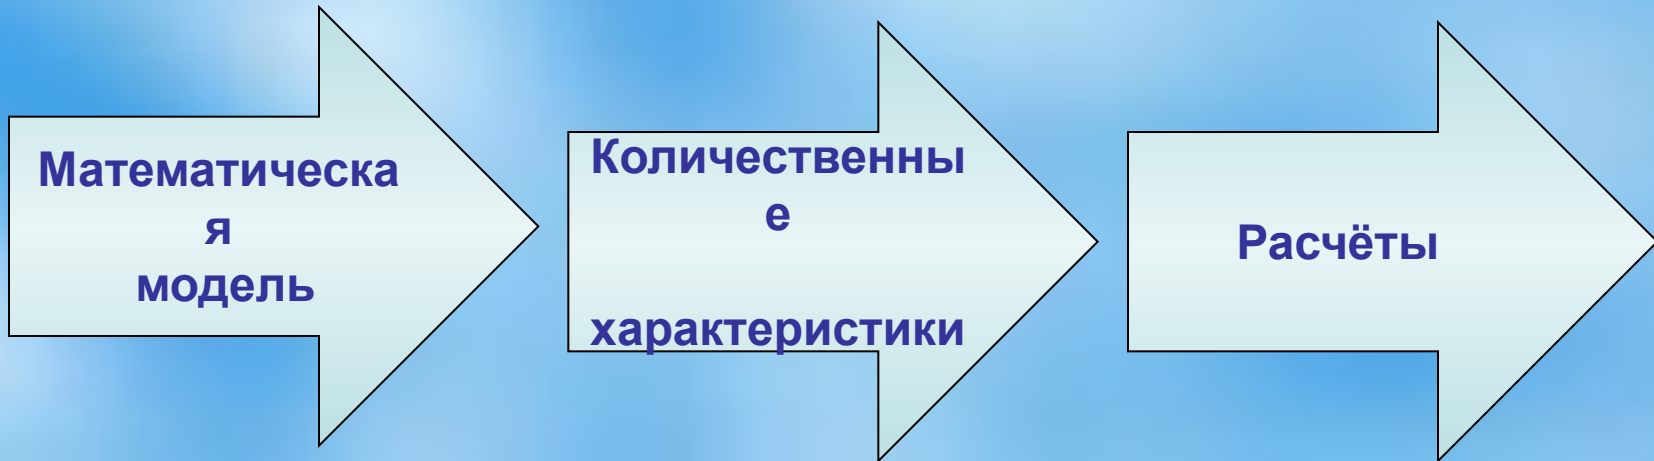 Математическа
я
модель
Количественны
е
характеристики
Расчёты